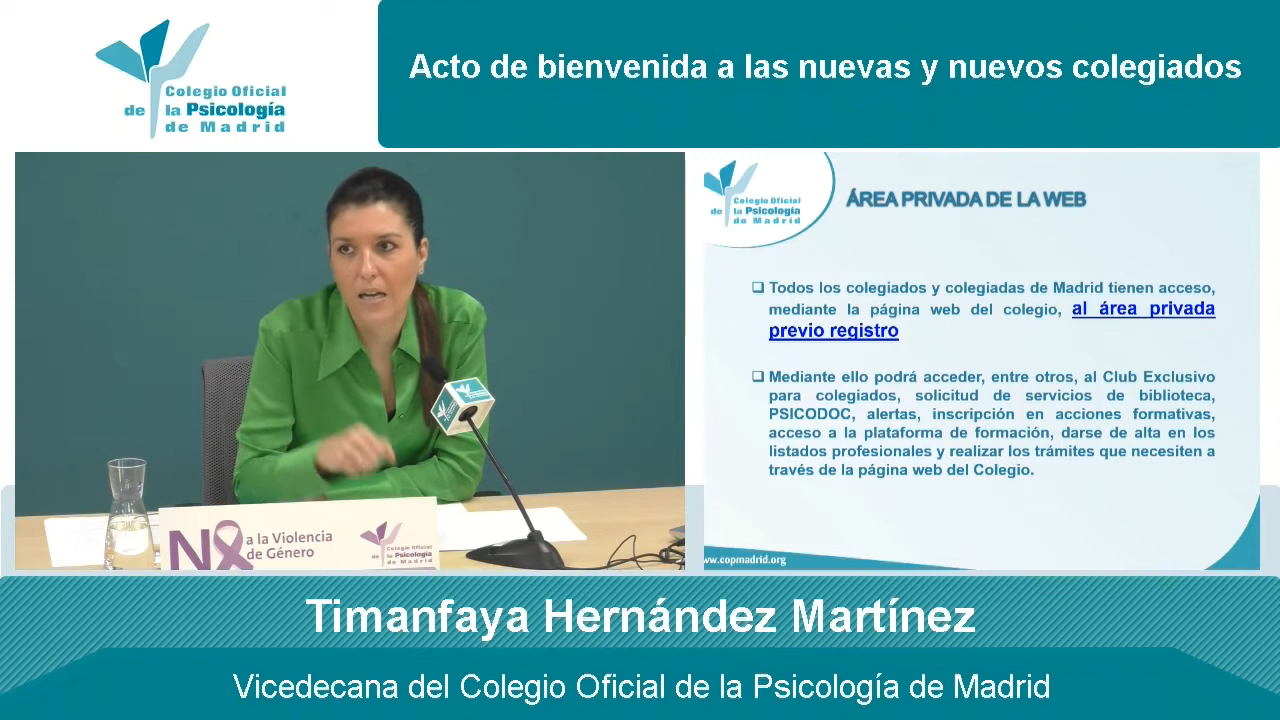 Colegio Oficial
de la Psicología
de Madrid
Acto de bienvenida a las nuevas y nuevos colegiados
Colegio Oficial
de la Psicología
de Madrid
ÁREA PRIVADA DE LA WEB
Todos los colegiados y colegiadas de Madrid tienen acceso,
mediante la página web del colegio, al área privada
previo registro
Mediante ello podrá acceder, entre otros, al Club Exclusivo
para colegiados, solicitud de servicios de biblioteca,
PSICODOC, alertas, inscripción en acciones formativas,
acceso a la plataforma de formación, darse de alta en los
listados profesionales y realizar los trámites que necesiten a
través de la página web del Colegio.
ww.copmadrid.org
NO a la Violencia
de Género
Colegio Oficial
de la Psicología
de Madrid
Timanfaya Hernández Martínez
Vicedecana del Colegio Oficial de la Psicología de Madrid